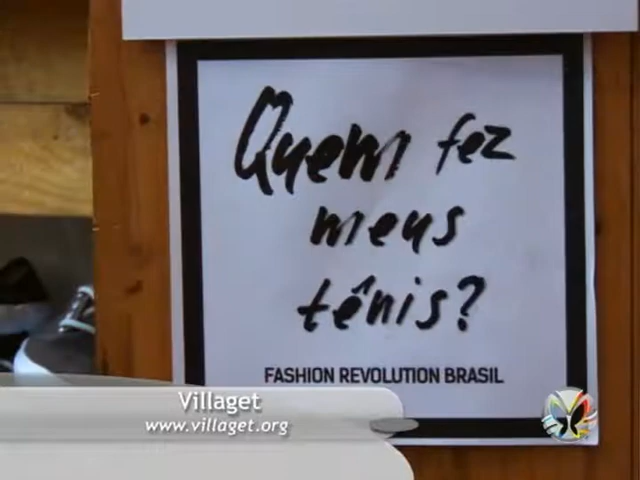 Quem fez
meus
tênis?
FASHION REVOLUTION BRASIL
Villaget
www.villaget.org